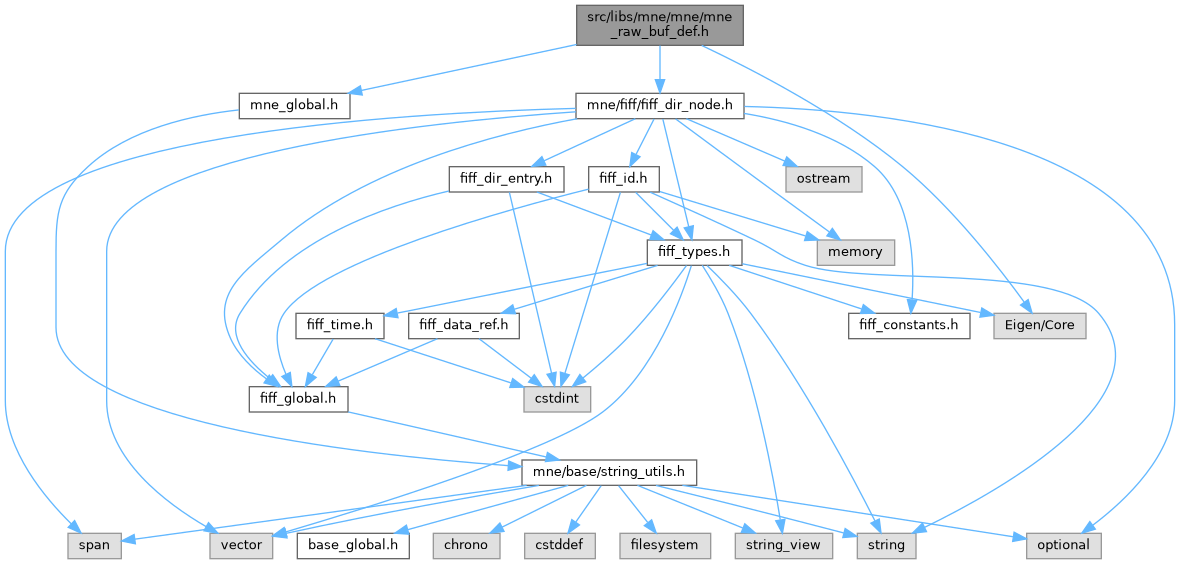 src/libs/mne/mne/mne
_raw_buf_def.h
mne_global.h
mne/fiff/fiff_dir_node.h
fiff_dir_entry.h
fiff_id.h
ostream
fiff_types.h
memory
fiff_time.h
fiff_data_ref.h
fiff_constants.h
Eigen/Core
fiff_global.h
cstdint
mne/base/string_utils.h
span
vector
base_global.h
chrono
cstddef
filesystem
string_view
string
optional